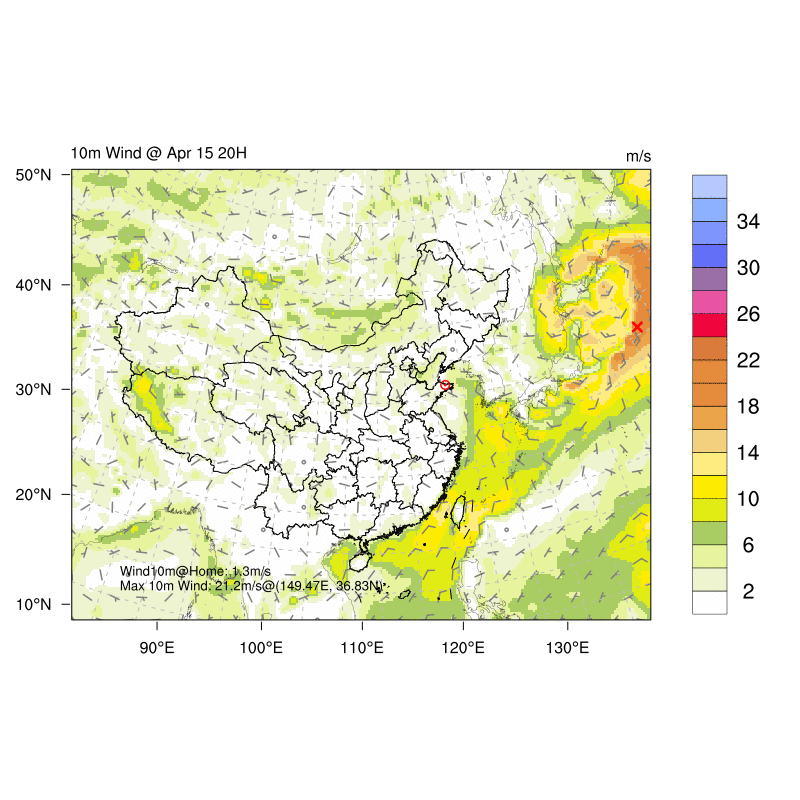 10m Wind @ Apr 15 20H
m/s
50°N
40°N
30°N
20°N
10°N
34
30
26
22
18
14
10
6
2
Wind10m@Home: 1.3m/s
Max 10m Wind: 21.2m/s@(149.47E, 36.83N)
90°E
100°E
110°E
120°E
130°E